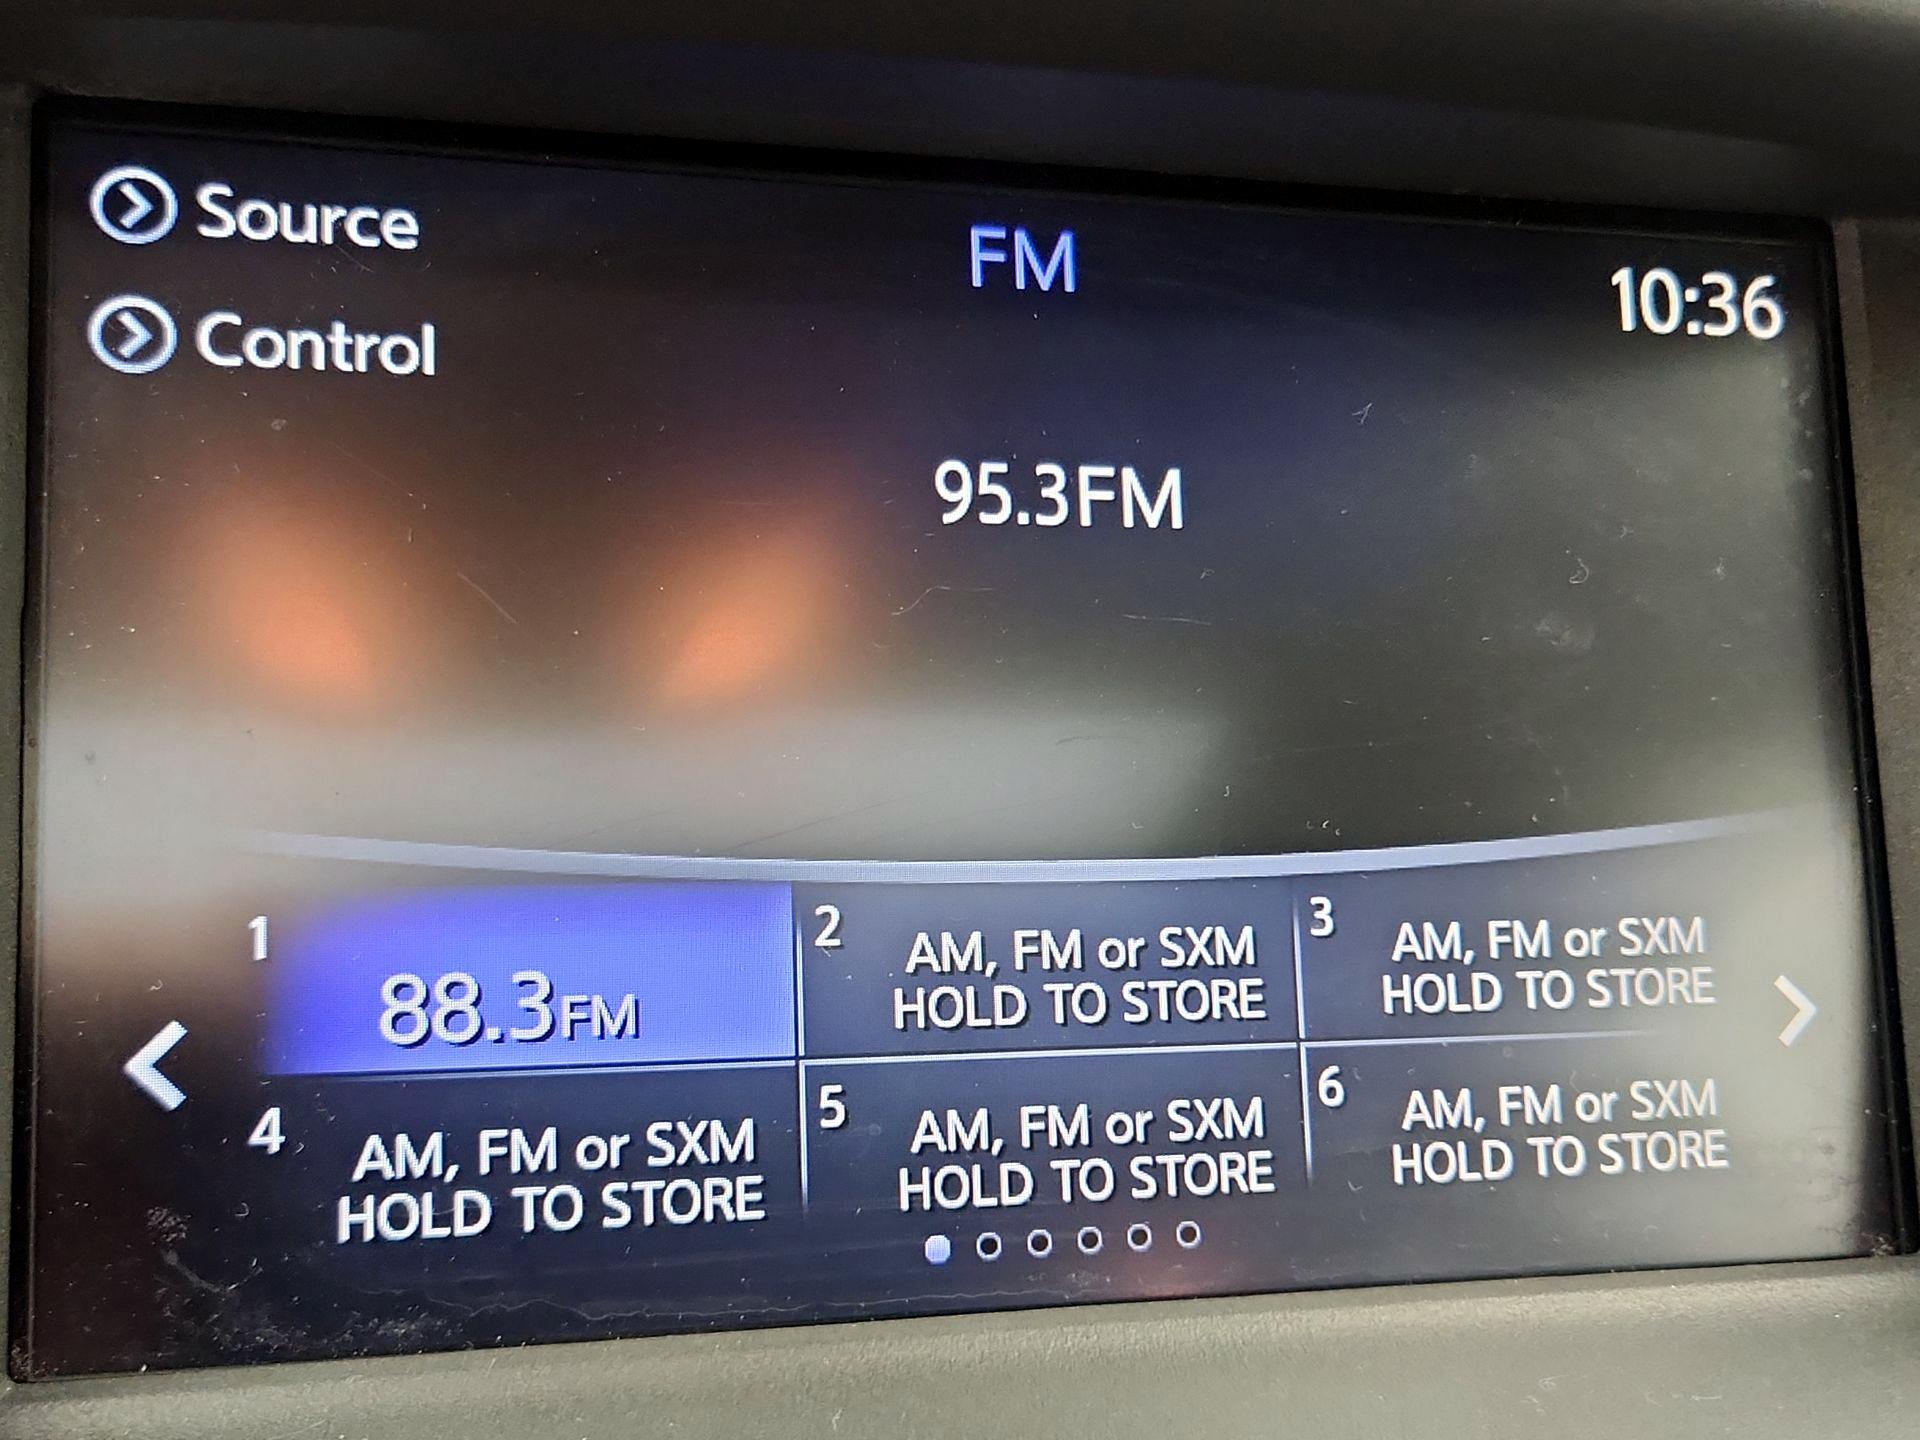 Source
Control
FM
10:36
95.3FM
1
88.3FM
2
AM, FM or SXM
HOLD TO STORE
3
AM, FM or SXM
HOLD TO STORE
4
AM, FM or SXM
HOLD TO STORE
5
AM, FM or SXM
HOLD TO STORE
6
AM, FM or SXM
HOLD TO STORE